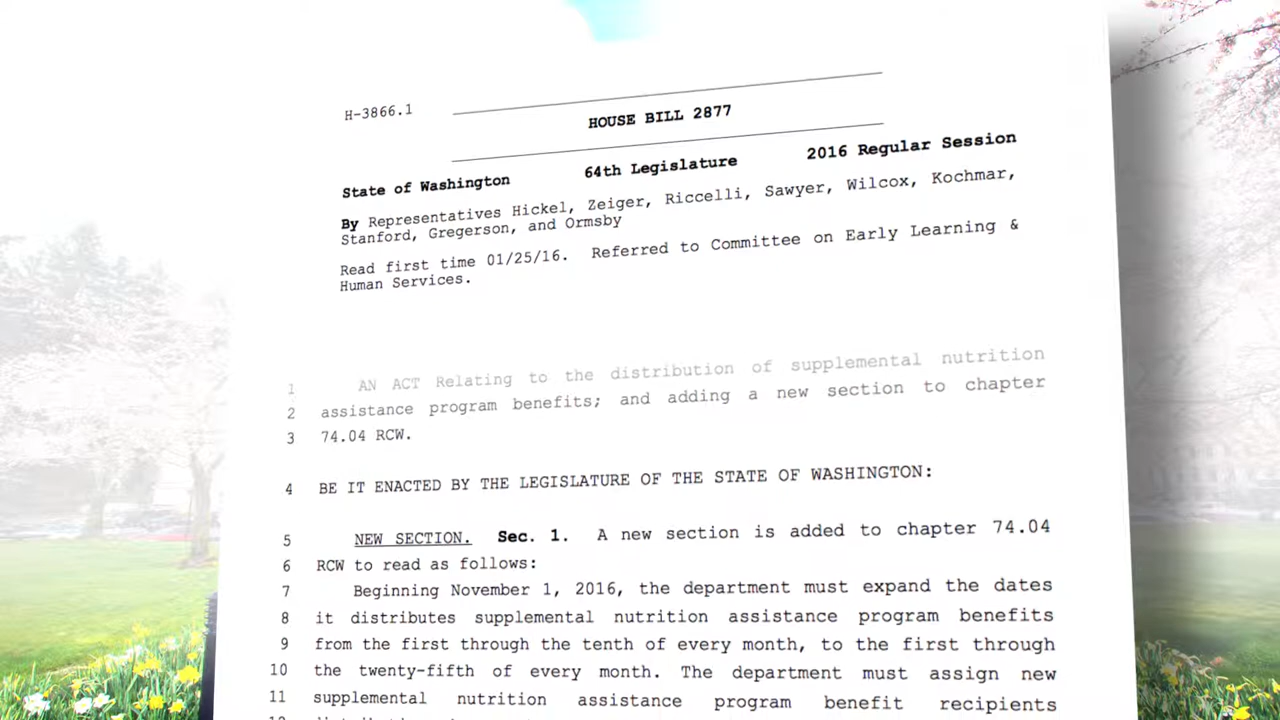 H-3866.1
HOUSE BILL 2877
State of Washington 64th Legislature 2016 Regular Session
By Representatives Hickel, Zeiger, Riccelli, Sawyer, Wilcox, Kochmar,
Stanford, Gregerson, and Ormsby
Read first time 01/25/16. Referred to Committee on Early Learning &
Human Services.
1 AN ACT Relating to the distribution of supplemental nutrition
2 assistance program benefits; and adding a new section to chapter
3 74.04 RCW.
4 BE IT ENACTED BY THE LEGISLATURE OF THE STATE OF WASHINGTON:
5 NEW SECTION. Sec. 1. A new section is added to chapter 74.04
6 RCW to read as follows:
7 Beginning November 1, 2016, the department must expand the dates
8 it distributes supplemental nutrition assistance program benefits
9 from the first through the tenth of every month, to the first through
10 the twenty-fifth of every month. The department must assign new
11 supplemental nutrition assistance program benefit recipients